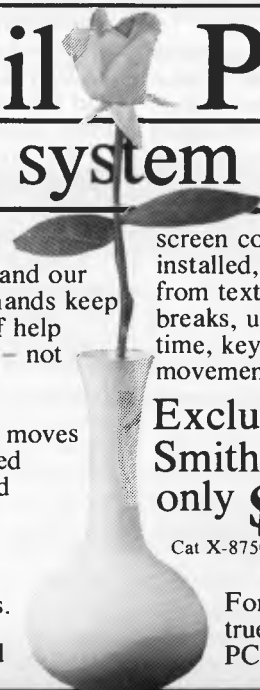 il P
system
and our
ands keep
f help
– not
moves
ed
d
s.
d
screen co
installed,
from text
breaks, u
time, key
movemen
Exclu
Smith
only $
Cat X-875
For
true
PC